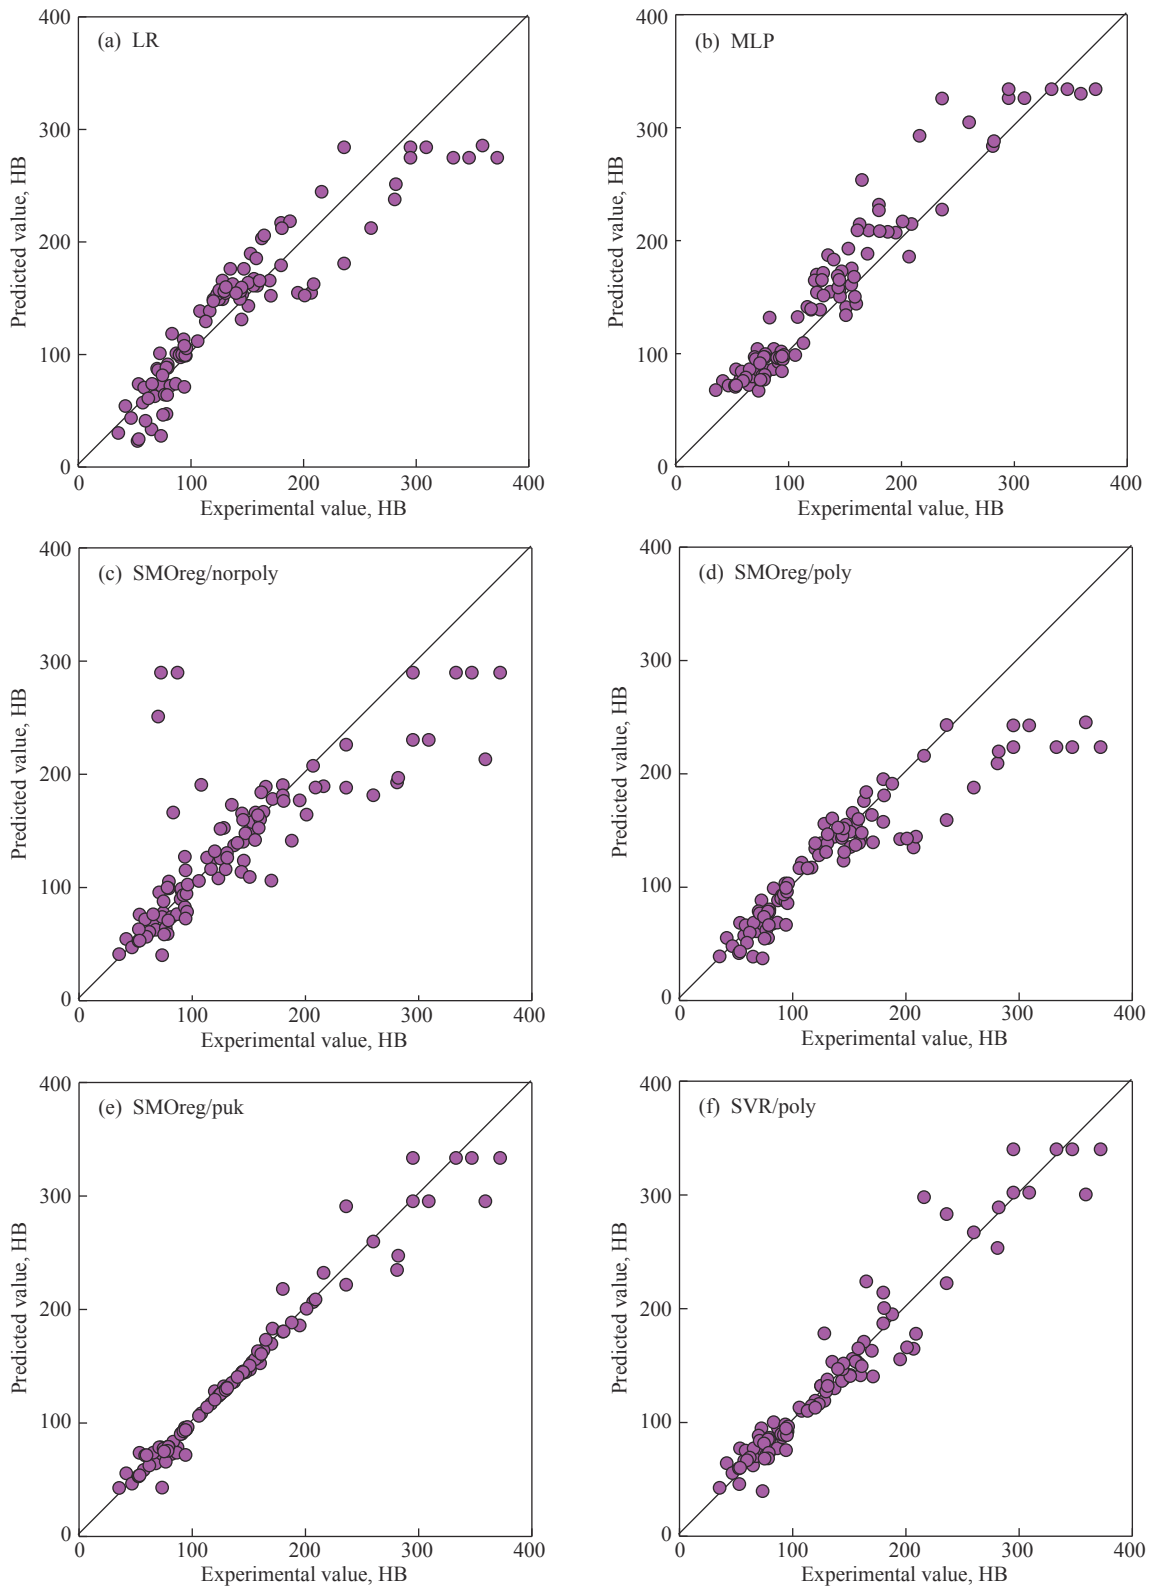 (a) LR
400
300
200
100
0
0 100 200 300 400
Predicted value, HB
Experimental value, HB
(b) MLP
400
300
200
100
0
0 100 200 300 400
Predicted value, HB
Experimental value, HB
(c) SMOreg/norpoly
400
300
200
100
0
0 100 200 300 400
Predicted value, HB
Experimental value, HB
(d) SMOreg/poly
400
300
200
100
0
0 100 200 300 400
Predicted value, HB
Experimental value, HB
(e) SMOreg/puk
400
300
200
100
0
0 100 200 300 400
Predicted value, HB
Experimental value, HB
(f) SVR/poly
400
300
200
100
0
0 100 200 300 400
Predicted value, HB
Experimental value, HB